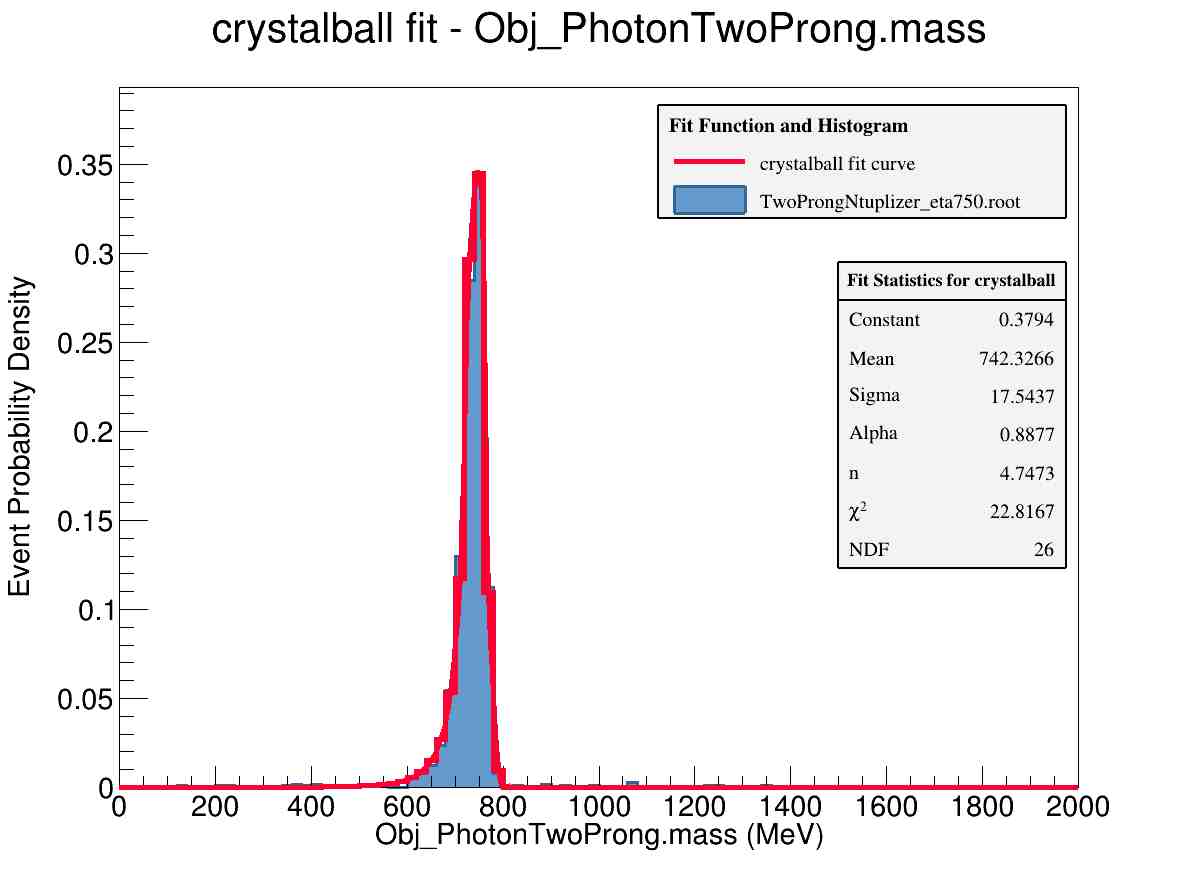 crystalball fit - Obj_PhotonTwoProng.mass
Fit Function and Histogram
crystalball fit curve
TwoProngNtuplizer_eta750.root
Fit Statistics for crystalball
Constant 0.3794
Mean 742.3266
Sigma 17.5437
Alpha 0.8877
n 4.7473
χ² 22.8167
NDF 26
Event Probability Density
0.35
0.3
0.25
0.2
0.15
0.1
0.05
0
0 200 400 600 800 1000 1200 1400 1600 1800 2000
Obj_PhotonTwoProng.mass (MeV)